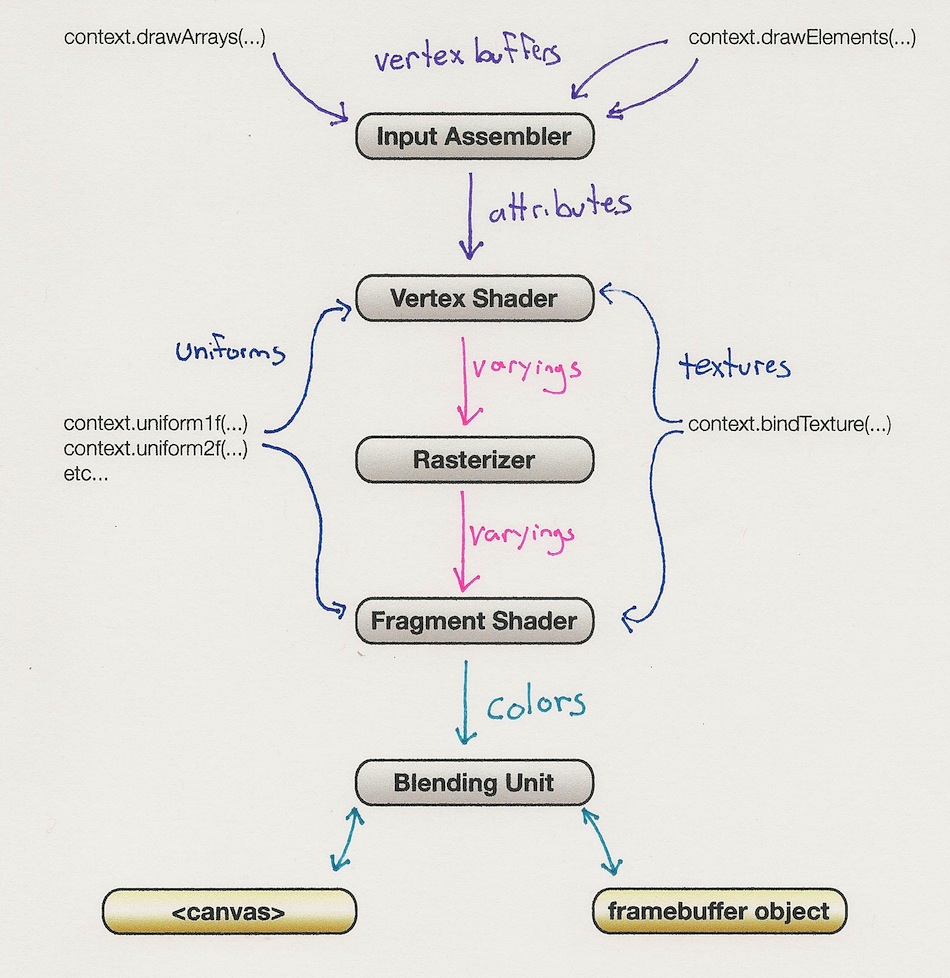 context.drawArrays(...)
vertex buffers
context.drawElements(...)
Input Assembler
attributes
Vertex Shader
uniforms
varyings
textures
context.uniform1f(...)
context.uniform2f(...)
etc...
context.bindTexture(...)
Rasterizer
varyings
Fragment Shader
colors
Blending Unit
<canvas>
framebuffer object